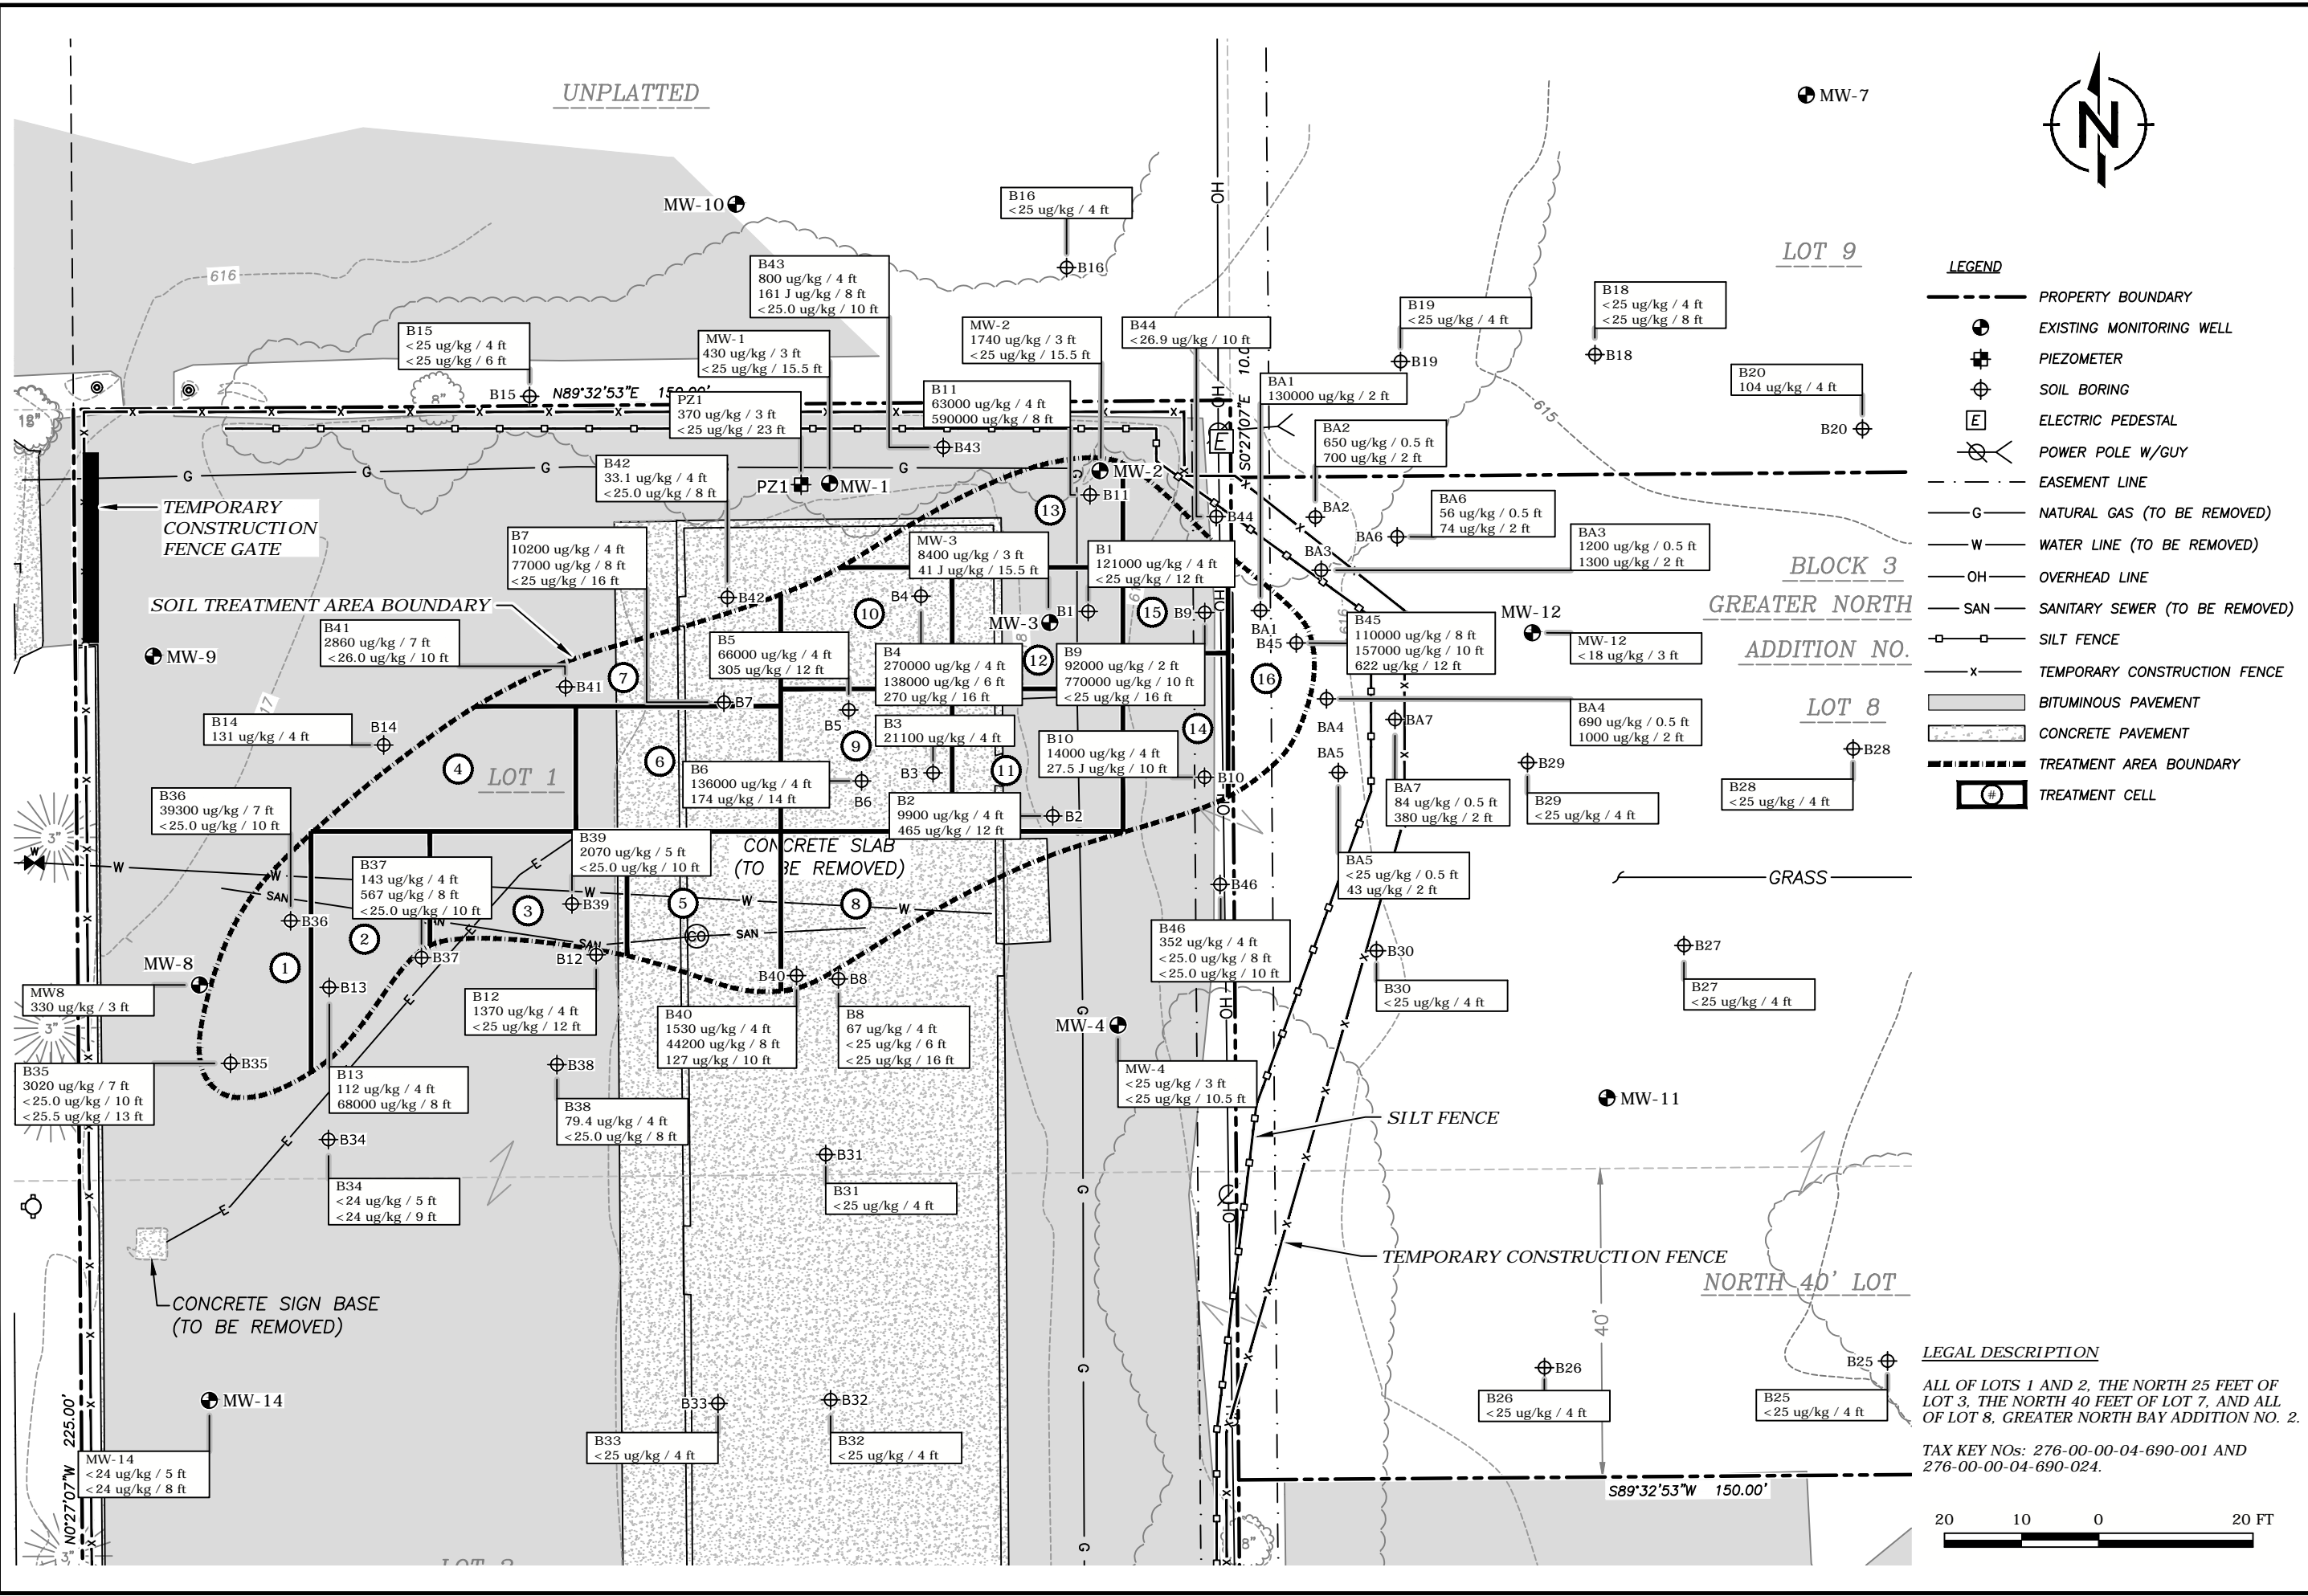 UNPLATTED
MW-7
MW-10
B16
<25 ug/kg / 4 ft
B16
OH
616
B43
800 ug/kg / 4 ft
161 J ug/kg / 8 ft
<25.0 ug/kg / 10 ft
LOT 9
B15
<25 ug/kg / 4 ft
<25 ug/kg / 6 ft
MW-1
430 ug/kg / 3 ft
<25 ug/kg / 15.5 ft
MW-2
1740 ug/kg / 3 ft
<25 ug/kg / 15.5 ft
B44
<26.9 ug/kg / 10 ft
B19
<25 ug/kg / 4 ft
B19
B18
<25 ug/kg / 4 ft
<25 ug/kg / 8 ft
B18
B20
104 ug/kg / 4 ft
B20
615
B15
N89°32'53"E
8"
PZ1
370 ug/kg / 3 ft
<25 ug/kg / 23 ft
B11
63000 ug/kg / 4 ft
590000 ug/kg / 8 ft
OH
S0°27'07"E
BA1
130000 ug/kg / 2 ft
BA2
650 ug/kg / 0.5 ft
700 ug/kg / 2 ft
E
B43
B42
33.1 ug/kg / 4 ft
<25.0 ug/kg / 8 ft
G G G G
PZ1
MW-1
MW-2
B11
13
B44
BA2
BA6
56 ug/kg / 0.5 ft
74 ug/kg / 2 ft
BA6
TEMPORARY
CONSTRUCTION
FENCE GATE
B7
10200 ug/kg / 4 ft
77000 ug/kg / 8 ft
<25 ug/kg / 16 ft
MW-3
8400 ug/kg / 3 ft
41 J ug/kg / 15.5 ft
B1
121000 ug/kg / 4 ft
<25 ug/kg / 12 ft
BA3
BA3
1200 ug/kg / 0.5 ft
1300 ug/kg / 2 ft
BLOCK 3
GREATER NORTH
ADDITION NO.
LOT 8
SOIL TREATMENT AREA BOUNDARY
B42
10
B4
MW-3
B1
15
B9
BA1
B45
616
MW-12
MW-12
<18 ug/kg / 3 ft
B41
2860 ug/kg / 7 ft
<26.0 ug/kg / 10 ft
MW-9
B41
7
B5
66000 ug/kg / 4 ft
305 ug/kg / 12 ft
B4
270000 ug/kg / 4 ft
138000 ug/kg / 6 ft
270 ug/kg / 16 ft
12
B9
92000 ug/kg / 2 ft
770000 ug/kg / 10 ft
<25 ug/kg / 16 ft
16
B45
110000 ug/kg / 8 ft
157000 ug/kg / 10 ft
622 ug/kg / 12 ft
17
B14
131 ug/kg / 4 ft
B14
B7
B5
B3
21100 ug/kg / 4 ft
14
BA4
BA7
BA4
690 ug/kg / 0.5 ft
1000 ug/kg / 2 ft
B28
4
LOT 1
6
9
B10
14000 ug/kg / 4 ft
27.5 J ug/kg / 10 ft
BA5
B29
B6
136000 ug/kg / 4 ft
174 ug/kg / 14 ft
B6
B3
11
B10
BA7
84 ug/kg / 0.5 ft
380 ug/kg / 2 ft
B29
<25 ug/kg / 4 ft
B28
<25 ug/kg / 4 ft
B36
39300 ug/kg / 7 ft
<25.0 ug/kg / 10 ft
3"
B2
9900 ug/kg / 4 ft
465 ug/kg / 12 ft
B2
B39
2070 ug/kg / 5 ft
<25.0 ug/kg / 10 ft
CONCRETE SLAB
(TO BE REMOVED)
W
W
SAN
B37
143 ug/kg / 4 ft
567 ug/kg / 8 ft
<25.0 ug/kg / 10 ft
E
W
B39
5
W
8
W
B46
BA5
<25 ug/kg / 0.5 ft
43 ug/kg / 2 ft
GRASS
B36
2
3
CO
SAN
B46
352 ug/kg / 4 ft
<25.0 ug/kg / 8 ft
<25.0 ug/kg / 10 ft
B30
B27
MW-8
1
B37
B12
B40
B8
MW8
330 ug/kg / 3 ft
B13
B12
1370 ug/kg / 4 ft
<25 ug/kg / 12 ft
B40
1530 ug/kg / 4 ft
44200 ug/kg / 8 ft
127 ug/kg / 10 ft
B8
67 ug/kg / 4 ft
<25 ug/kg / 6 ft
<25 ug/kg / 16 ft
MW-4
OH
B30
<25 ug/kg / 4 ft
B27
<25 ug/kg / 4 ft
3"
B35
3020 ug/kg / 7 ft
<25.0 ug/kg / 10 ft
<25.5 ug/kg / 13 ft
B35
B13
112 ug/kg / 4 ft
68000 ug/kg / 8 ft
B38
MW-4
<25 ug/kg / 3 ft
<25 ug/kg / 10.5 ft
MW-11
B38
79.4 ug/kg / 4 ft
<25.0 ug/kg / 8 ft
SILT FENCE
B34
B31
B34
<24 ug/kg / 5 ft
<24 ug/kg / 9 ft
B31
<25 ug/kg / 4 ft
TEMPORARY CONSTRUCTION FENCE
NORTH 40' LOT
40'
CONCRETE SIGN BASE
(TO BE REMOVED)
B26
B26
<25 ug/kg / 4 ft
B25
B25
<25 ug/kg / 4 ft
MW-14
B33
B32
B33
<25 ug/kg / 4 ft
B32
<25 ug/kg / 4 ft
MW-14
<24 ug/kg / 5 ft
<24 ug/kg / 8 ft
N0°27'07"W 225.00'
S89°32'53"W 150.00'
3"
8"
N
LEGEND
PROPERTY BOUNDARY
EXISTING MONITORING WELL
PIEZOMETER
SOIL BORING
E ELECTRIC PEDESTAL
POWER POLE W/GUY
EASEMENT LINE
G NATURAL GAS (TO BE REMOVED)
W WATER LINE (TO BE REMOVED)
OH OVERHEAD LINE
SAN SANITARY SEWER (TO BE REMOVED)
SILT FENCE
x TEMPORARY CONSTRUCTION FENCE
BITUMINOUS PAVEMENT
CONCRETE PAVEMENT
TREATMENT AREA BOUNDARY
# TREATMENT CELL
LEGAL DESCRIPTION
ALL OF LOTS 1 AND 2, THE NORTH 25 FEET OF
LOT 3, THE NORTH 40 FEET OF LOT 7, AND ALL
OF LOT 8, GREATER NORTH BAY ADDITION NO. 2.
TAX KEY NOs: 276-00-00-04-690-001 AND
276-00-00-04-690-024.
20 10 0 20 FT